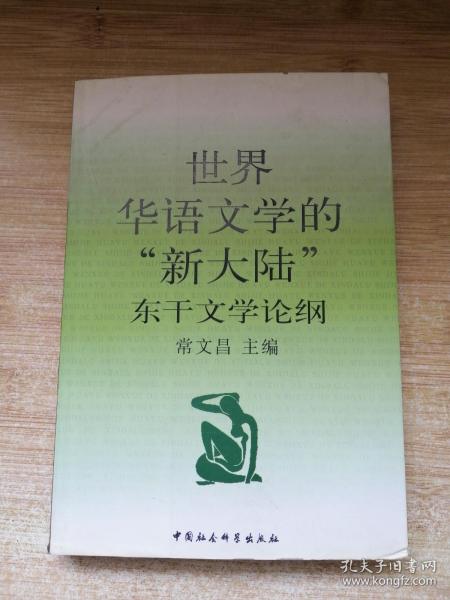 世界
华语文学的
“新大陆”
东干文学论纲
常文昌 主编
中国社会科学出版社
孔夫子旧书网
www.kongfz.com